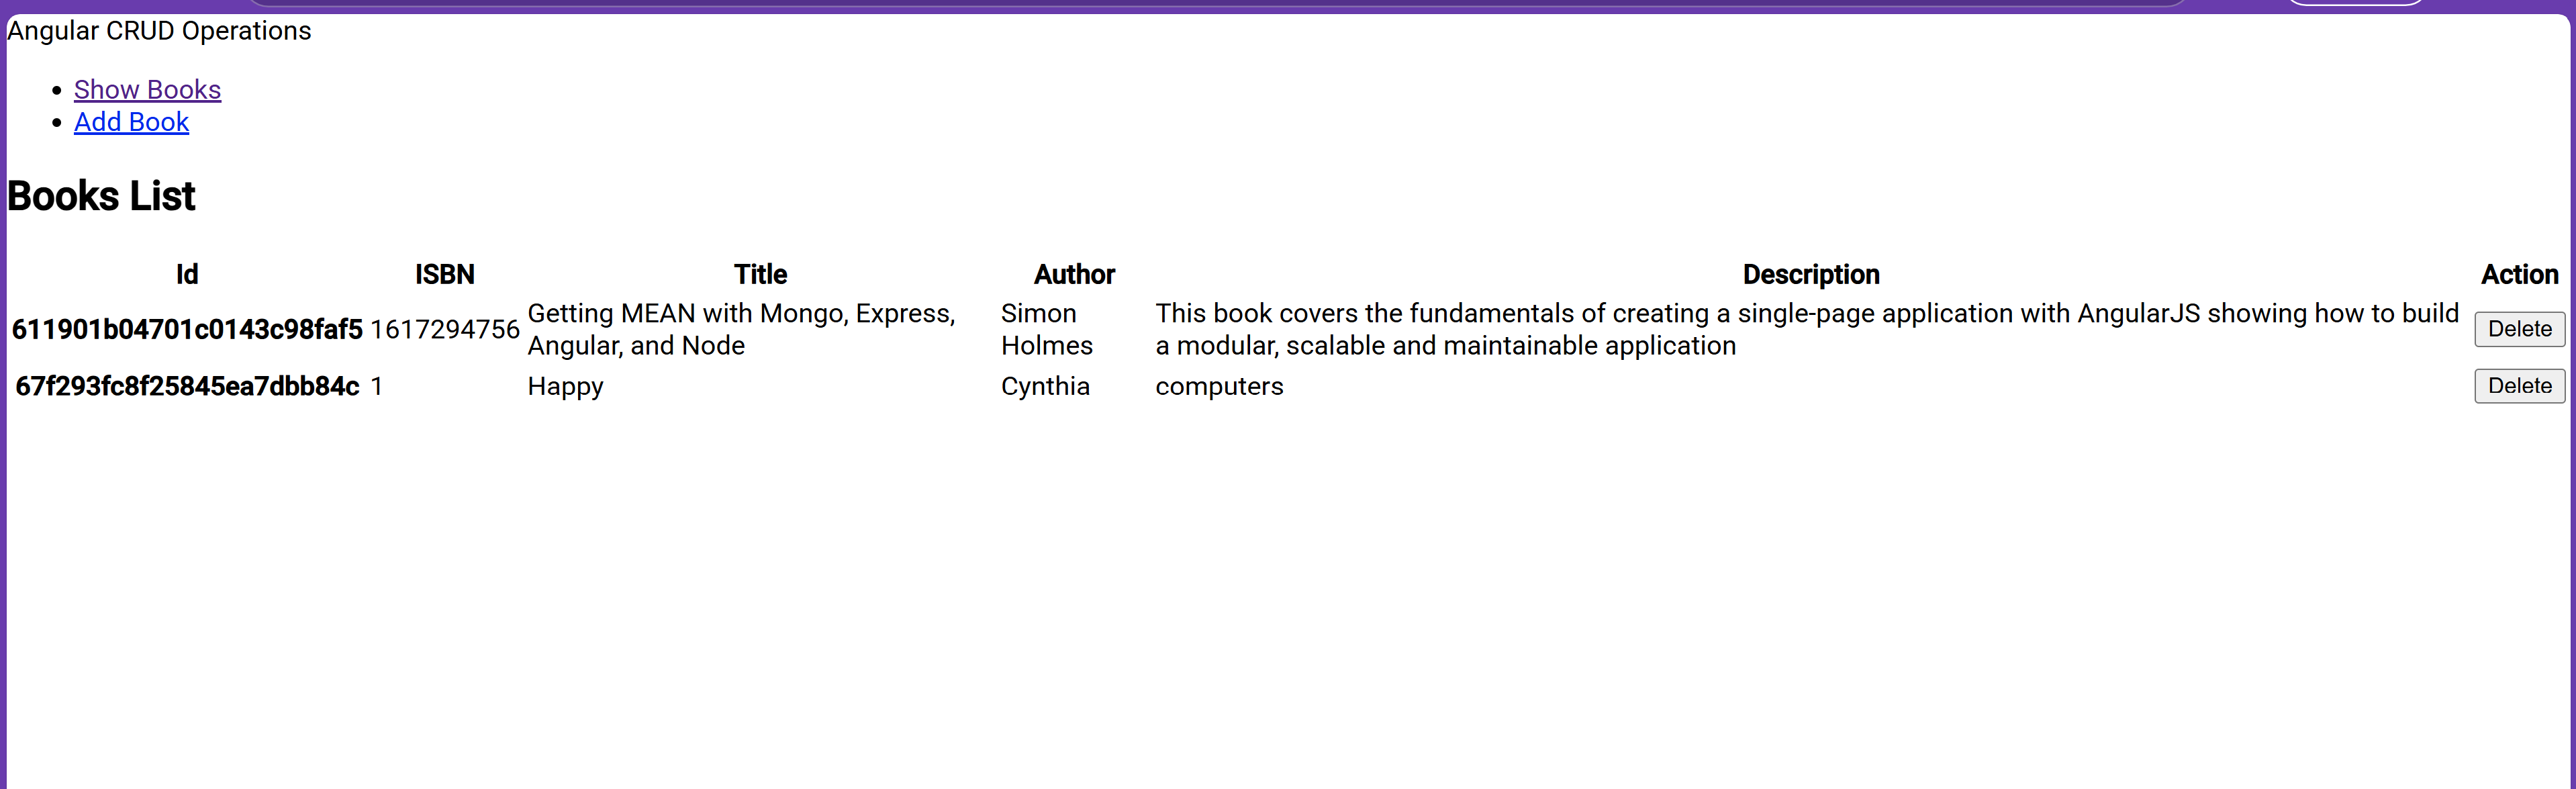 Angular CRUD Operations
Show Books
Add Book
Books List
Id ISBN Title Author Description Action
611901b04701c0143c98faf5 1617294756 Getting MEAN with Mongo, Express, Simon This book covers the fundamentals of creating a single-page application with AngularJS showing how to build Delete
Angular, and Node Holmes a modular, scalable and maintainable application
67f293fc8f25845ea7dbb84c 1 Happy Cynthia computers Delete